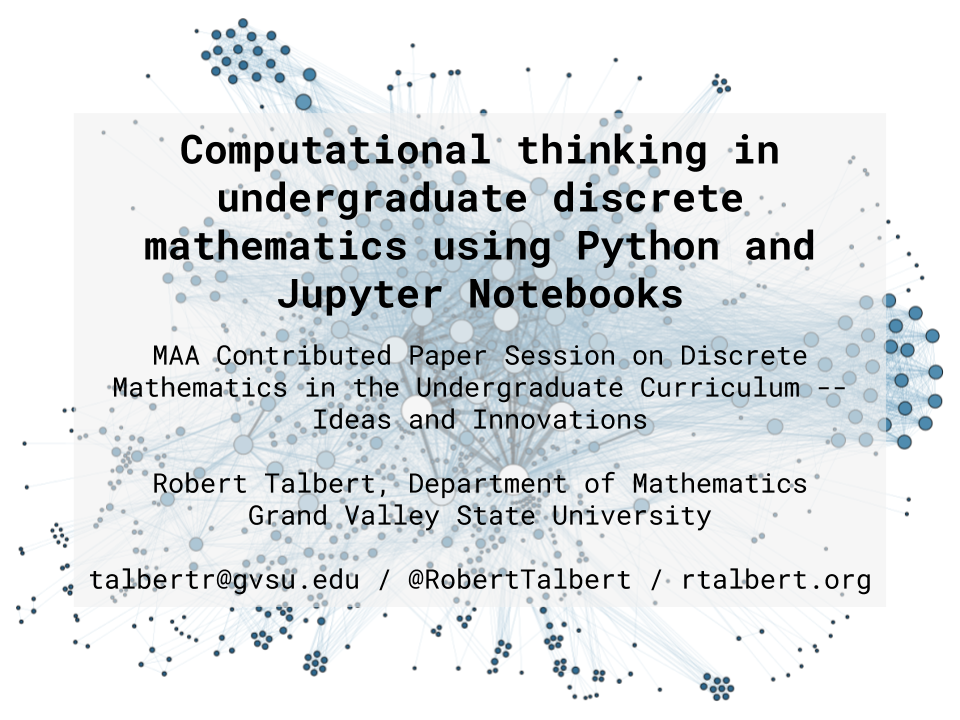 Computational thinking in
undergraduate discrete
mathematics using Python and
Jupyter Notebooks
MAA Contributed Paper Session on Discrete
Mathematics in the Undergraduate Curriculum --
Ideas and Innovations
Robert Talbert, Department of Mathematics
Grand Valley State University
talbertr@gvsu.edu / @RobertTalbert / rtalbert.org